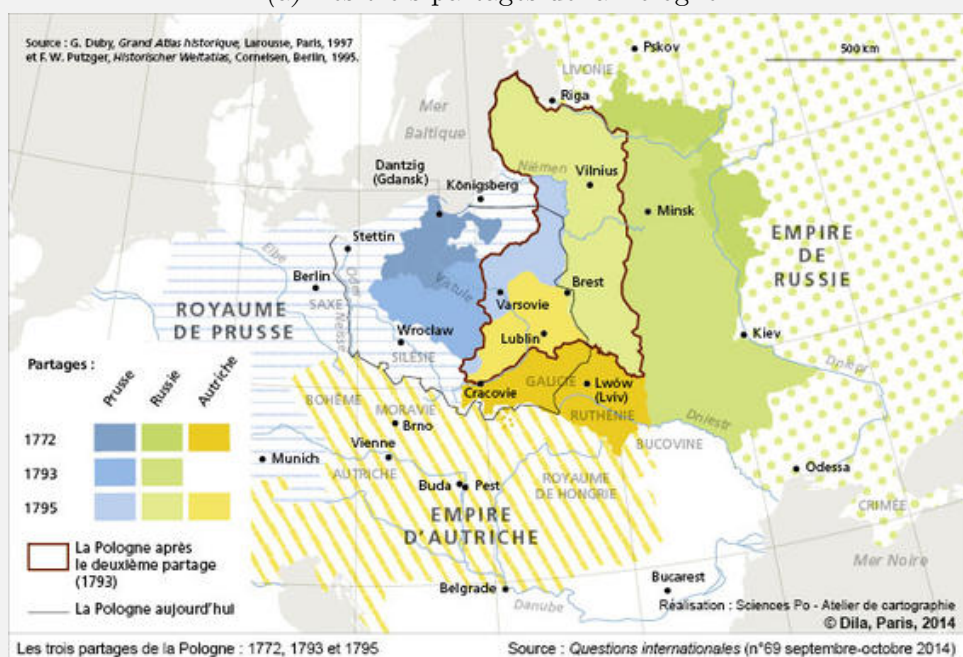 Source : G. Duby, Grand Atlas historique, Larousse, Paris, 1997
et F. W. Putzger, Historischer Weltatlas, Cornelsen, Berlin, 1995.
Pskov
500 km
LIVONIE
Riga
Mer
Baltique
Dantzig
(Gdansk)
Königsberg
Niémen
Vilnius
Minsk
Stettin
EMPIRE
DE
RUSSIE
Elbe
Berlin
Oder
Vistule
Varsovie
Brest
SAXE
ROYAUME
DE PRUSSE
Neisse
Wroclaw
Lublin
Kiev
SILÉSIE
Dniepr
Partages :
Prusse
Russie
Autriche
BOHÊME
Cracovie
GALICIE
Lwów
(Lviv)
MORAVIE
Brno
RUTHÉNIE
Dniestr
1772
Vienne
BUCOVINE
Munich
AUTRICHE
Odessa
1793
Buda
Pest
ROYAUME
DE HONGRIE
1795
EMPIRE
D'AUTRICHE
CRIMÉE
La Pologne après
le deuxième partage
(1793)
Mer Noire
Belgrade
Bucarest
La Pologne aujourd'hui
Danube
Réalisation : Sciences Po - Atelier de cartographie
© Dila, Paris, 2014
Les trois partages de la Pologne : 1772, 1793 et 1795
Source : Questions internationales (n°69 septembre-octobre 2014)